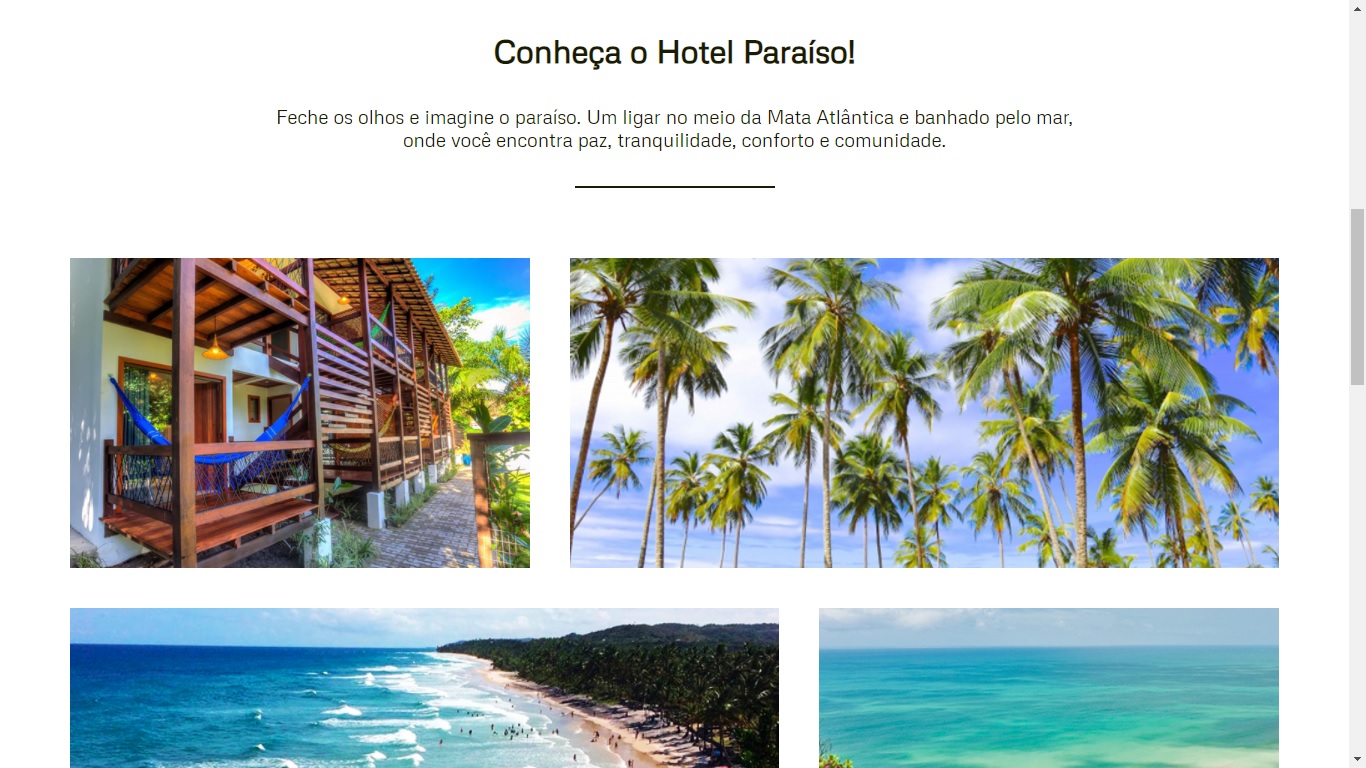 Conheça o Hotel Paraíso!
Feche os olhos e imagine o paraíso. Um ligar no meio da Mata Atlântica e banhado pelo mar,
onde você encontra paz, tranquilidade, conforto e comunidade.